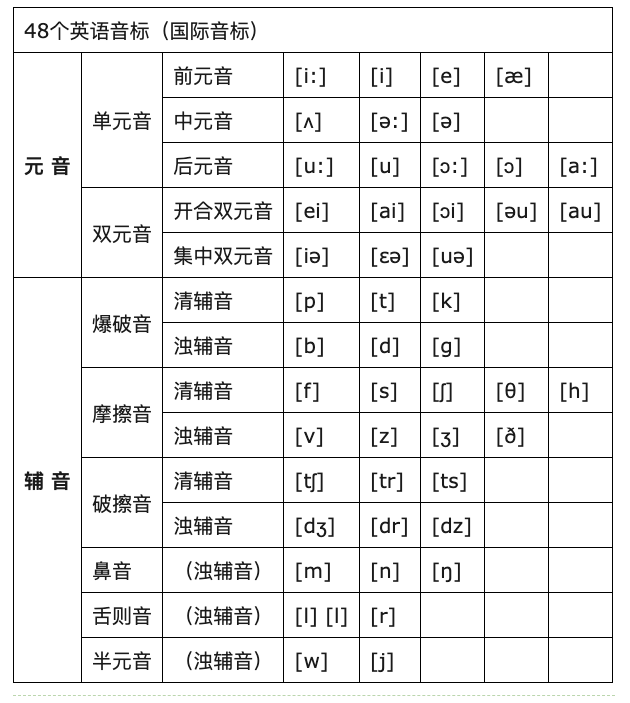 48个英语音标（国际音标）
元 音 单元音 前元音 [i:] [i] [e] [æ]
中元音 [ʌ] [ə:] [ə]
后元音 [u:] [u] [ɔ:] [ɔ] [a:]
双元音 开合双元音 [ei] [ai] [ɔi] [əu] [au]
集中双元音 [iə] [εə] [uə]
辅 音 爆破音 清辅音 [p] [t] [k]
浊辅音 [b] [d] [g]
摩擦音 清辅音 [f] [s] [ʃ] [θ] [h]
浊辅音 [v] [z] [ʒ] [ð]
破擦音 清辅音 [tʃ] [tr] [ts]
浊辅音 [dʒ] [dr] [dz]
鼻音 （浊辅音） [m] [n] [ŋ]
舌则音 （浊辅音） [l] [l] [r]
半元音 （浊辅音） [w] [j]